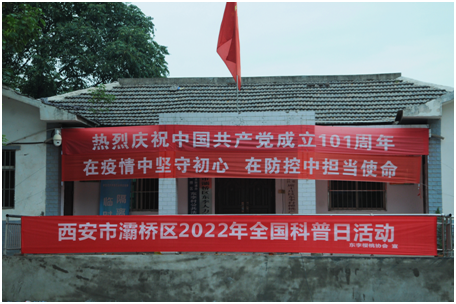 热烈庆祝中国共产党成立101周年
在疫情中坚守初心 在防控中担当使命
西安市灞桥区2022年全国科普日活动